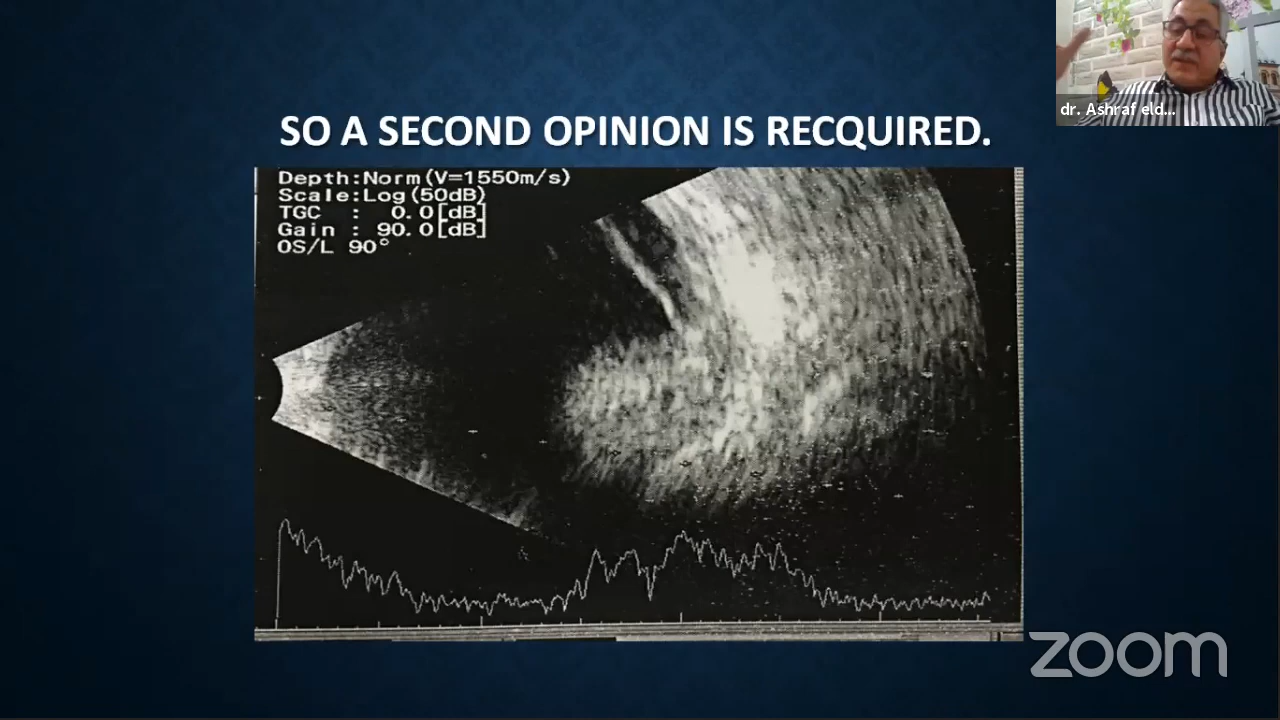 SO A SECOND OPINION IS RECQUIRED.
Depth:Norm(V=1550m/s)
Scale:Log(50dB)
TGC : 0.0[dB]
Gain : 90.0[dB]
OS/L 90°
dr. Ashraf eld...
zoom